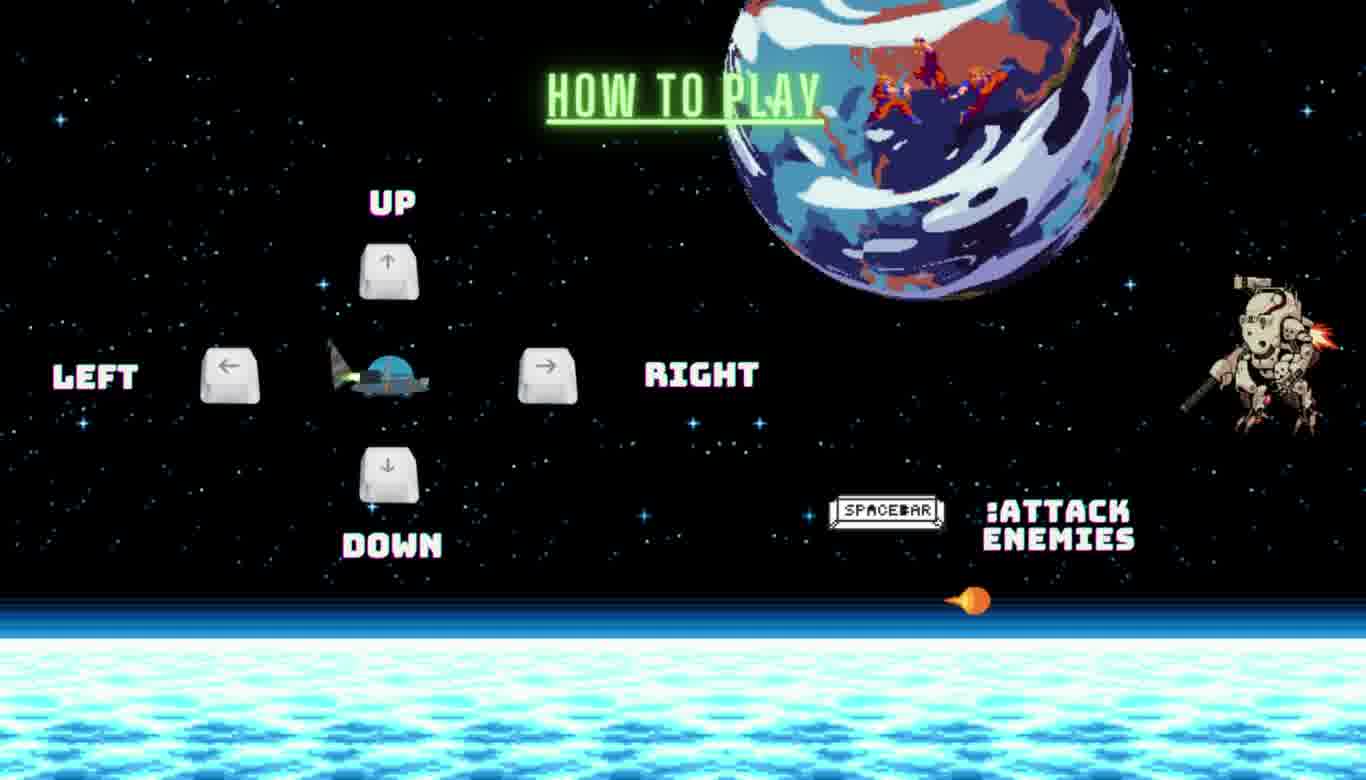 HOW TO PLAY
UP
↑
LEFT
←
→
RIGHT
↓
DOWN
SPACEBAR
:ATTACK
ENEMIES